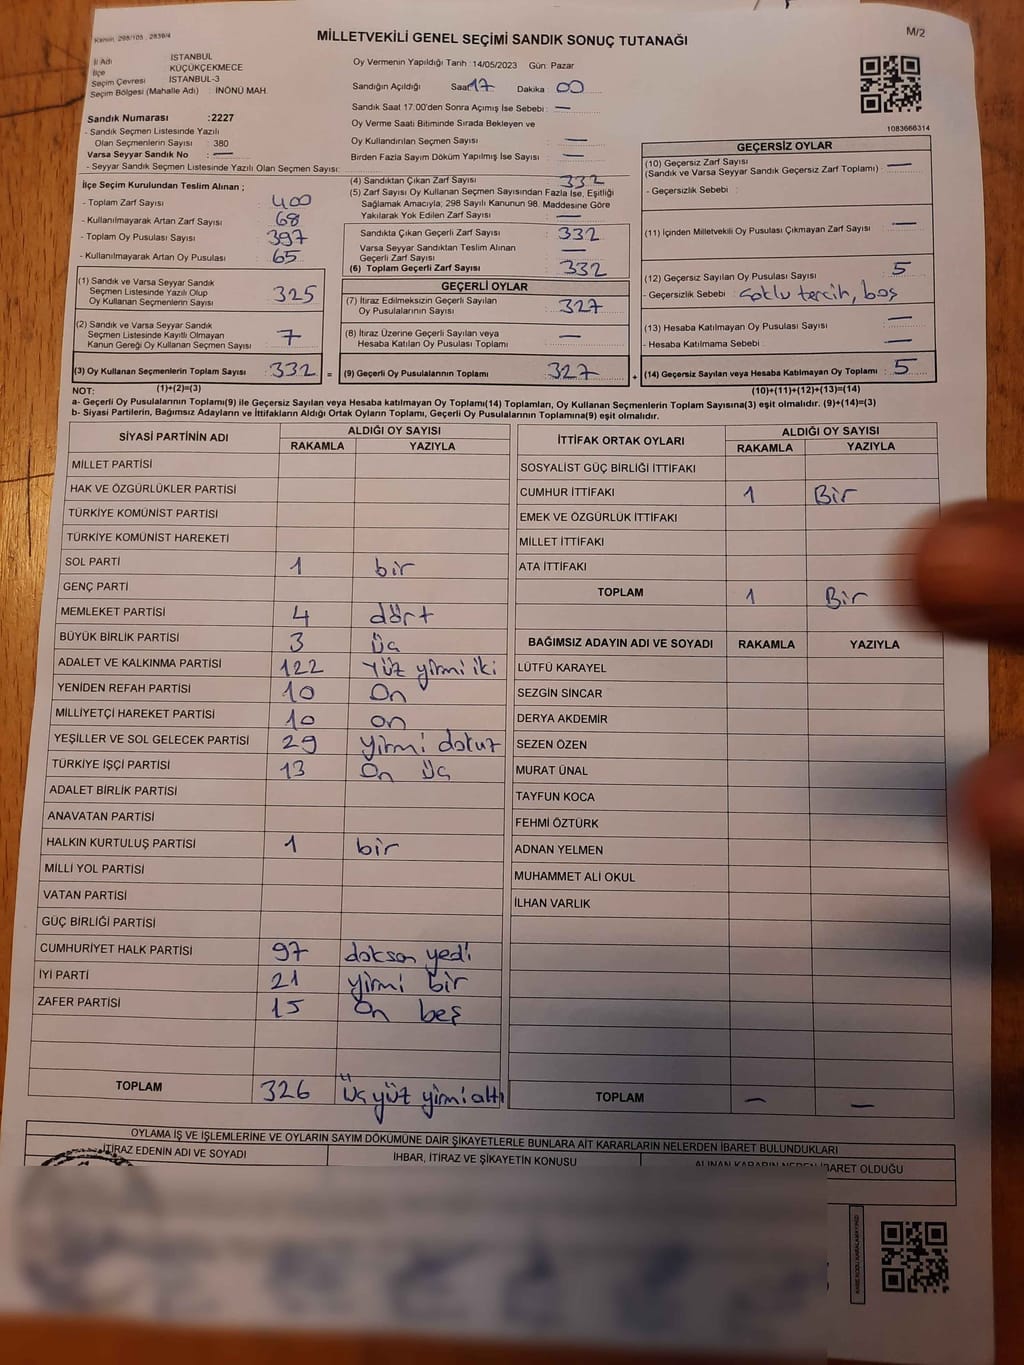 Kanun: 298/105 , 2839/4
M/2
MİLLETVEKİLİ GENEL SEÇİMİ SANDIK SONUÇ TUTANAĞI
İl Adı : İSTANBUL
İlçe : KÜÇÜKÇEKMECE
Seçim Çevresi : İSTANBUL-3
Seçim Bölgesi (Mahalle Adı) : İNÖNÜ MAH.
Sandık Numarası :2227
- Sandık Seçmen Listesinde Yazılı
Olan Seçmenlerin Sayısı : 380
Varsa Seyyar Sandık No : —
- Seyyar Sandık Seçmen Listesinde Yazılı Olan Seçmen Sayısı:
Oy Vermenin Yapıldığı Tarih :14/05/2023 Gün: Pazar
Sandığın Açıldığı Saat 17 Dakika : 00
Sandık Saat 17:00'den Sonra Açımış İse Sebebi : —
Oy Verme Saati Bitiminde Sırada Bekleyen ve
Oy Kullandırılan Seçmen Sayısı : —
Birden Fazla Sayım Döküm Yapılmış İse Sayısı : —
1083666314
İlçe Seçim Kurulundan Teslim Alınan ;
- Toplam Zarf Sayısı : 400
- Kullanılmayarak Artan Zarf Sayısı : 68
- Toplam Oy Pusulası Sayısı : 397
- Kullanılmayarak Artan Oy Pusulası : 65
(1) Sandık ve Varsa Seyyar Sandık
Seçmen Listesinde Yazılı Olup
Oy Kullanan Seçmenlerin Sayısı : 325
(2) Sandık ve Varsa Seyyar Sandık
Seçmen Listesinde Kayıtlı Olmayan
Kanun Gereği Oy Kullanan Seçmen Sayısı : 7
(3) Oy Kullanan Seçmenlerin Toplam Sayısı : 332 =
(1)+(2)=(3)
(4) Sandıktan Çıkan Zarf Sayısı : 332
(5) Zarf Sayısı Oy Kullanan Seçmen Sayısından Fazla İse, Eşitliği
Sağlamak Amacıyla, 298 Sayılı Kanunun 98. Maddesine Göre
Yakılarak Yok Edilen Zarf Sayısı : —
Sandıkta Çıkan Geçerli Zarf Sayısı : 332
Varsa Seyyar Sandıktan Teslim Alınan
Geçerli Zarf Sayısı : —
(6) Toplam Geçerli Zarf Sayısı : 332
GEÇERLİ OYLAR
(7) İtiraz Edilmeksizin Geçerli Sayılan
Oy Pusulalarının Sayısı : 327
(8) İtiraz Üzerine Geçerli Sayılan veya
Hesaba Katılan Oy Pusulası Toplamı : —
(9) Geçerli Oy Pusulalarının Toplamı : 327 +
GEÇERSİZ OYLAR
(10) Geçersiz Zarf Sayısı
(Sandık ve Varsa Seyyar Sandık Geçersiz Zarf Toplamı) : —
- Geçersizlik Sebebi :
(11) İçinden Milletvekili Oy Pusulası Çıkmayan Zarf Sayısı : —
(12) Geçersiz Sayılan Oy Pusulası Sayısı : 5
- Geçersizlik Sebebi : Çoklu tercih, boş
(13) Hesaba Katılmayan Oy Pusulası Sayısı : —
- Hesaba Katılmama Sebebi : —
(14) Geçersiz Sayılan veya Hesaba Katılmayan Oy Toplamı : 5
(10)+(11)+(12)+(13)=(14)
NOT:
a- Geçerli Oy Pusulalarının Toplamı(9) ile Geçersiz Sayılan veya Hesaba katılmayan Oy Toplamı(14) Toplamları, Oy Kullanan Seçmenlerin Toplam Sayısına(3) eşit olmalıdır. (9)+(14)=(3)
b- Siyasi Partilerin, Bağımsız Adayların ve İttifakların Aldığı Ortak Oyların Toplamı, Geçerli Oy Pusulalarının Toplamına(9) eşit olmalıdır.
SİYASİ PARTİNİN ADI ALDIĞI OY SAYISI
RAKAMLA YAZIYLA
MİLLET PARTİSİ
HAK VE ÖZGÜRLÜKLER PARTİSİ
TÜRKİYE KOMÜNİST PARTİSİ
TÜRKİYE KOMÜNİST HAREKETİ
SOL PARTİ 1 bir
GENÇ PARTİ
MEMLEKET PARTİSİ 4 dört
BÜYÜK BİRLİK PARTİSİ 3 üç
ADALET VE KALKINMA PARTİSİ 122 Yüz yirmi iki
YENİDEN REFAH PARTİSİ 10 On
MİLLİYETÇİ HAREKET PARTİSİ 10 on
YEŞİLLER VE SOL GELECEK PARTİSİ 29 yirmi dokuz
TÜRKİYE İŞÇİ PARTİSİ 13 On üç
ADALET BİRLİK PARTİSİ
ANAVATAN PARTİSİ
HALKIN KURTULUŞ PARTİSİ 1 bir
MİLLİ YOL PARTİSİ
VATAN PARTİSİ
GÜÇ BİRLİĞİ PARTİSİ
CUMHURİYET HALK PARTİSİ 97 doksan yedi
İYİ PARTİ 21 yirmi bir
ZAFER PARTİSİ 15 On beş
TOPLAM 326 Üç yüz yirmi altı
İTTİFAK ORTAK OYLARI ALDIĞI OY SAYISI
RAKAMLA YAZIYLA
SOSYALİST GÜÇ BİRLİĞİ İTTİFAKI
CUMHUR İTTİFAKI 1 Bir
EMEK VE ÖZGÜRLÜK İTTİFAKI
MİLLET İTTİFAKI
ATA İTTİFAKI
TOPLAM 1 Bir
BAĞIMSIZ ADAYIN ADI VE SOYADI RAKAMLA YAZIYLA
LÜTFÜ KARAYEL
SEZGİN SİNCAR
DERYA AKDEMİR
SEZEN ÖZEN
MURAT ÜNAL
TAYFUN KOCA
FEHMİ ÖZTÜRK
ADNAN YELMEN
MUHAMMET ALİ OKUL
İLHAN VARLIK
TOPLAM — —
OYLAMA İŞ VE İŞLEMLERİNE VE OYLARIN SAYIM DÖKÜMÜNE DAİR ŞİKAYETLERLE BUNLARA AİT KARARLARIN NELERDEN İBARET BULUNDUKLARI
İTİRAZ EDENİN ADI VE SOYADI İHBAR, İTİRAZ VE ŞİKAYETİN KONUSU ALINAN KARARIN NEDEN İBARET OLDUĞU